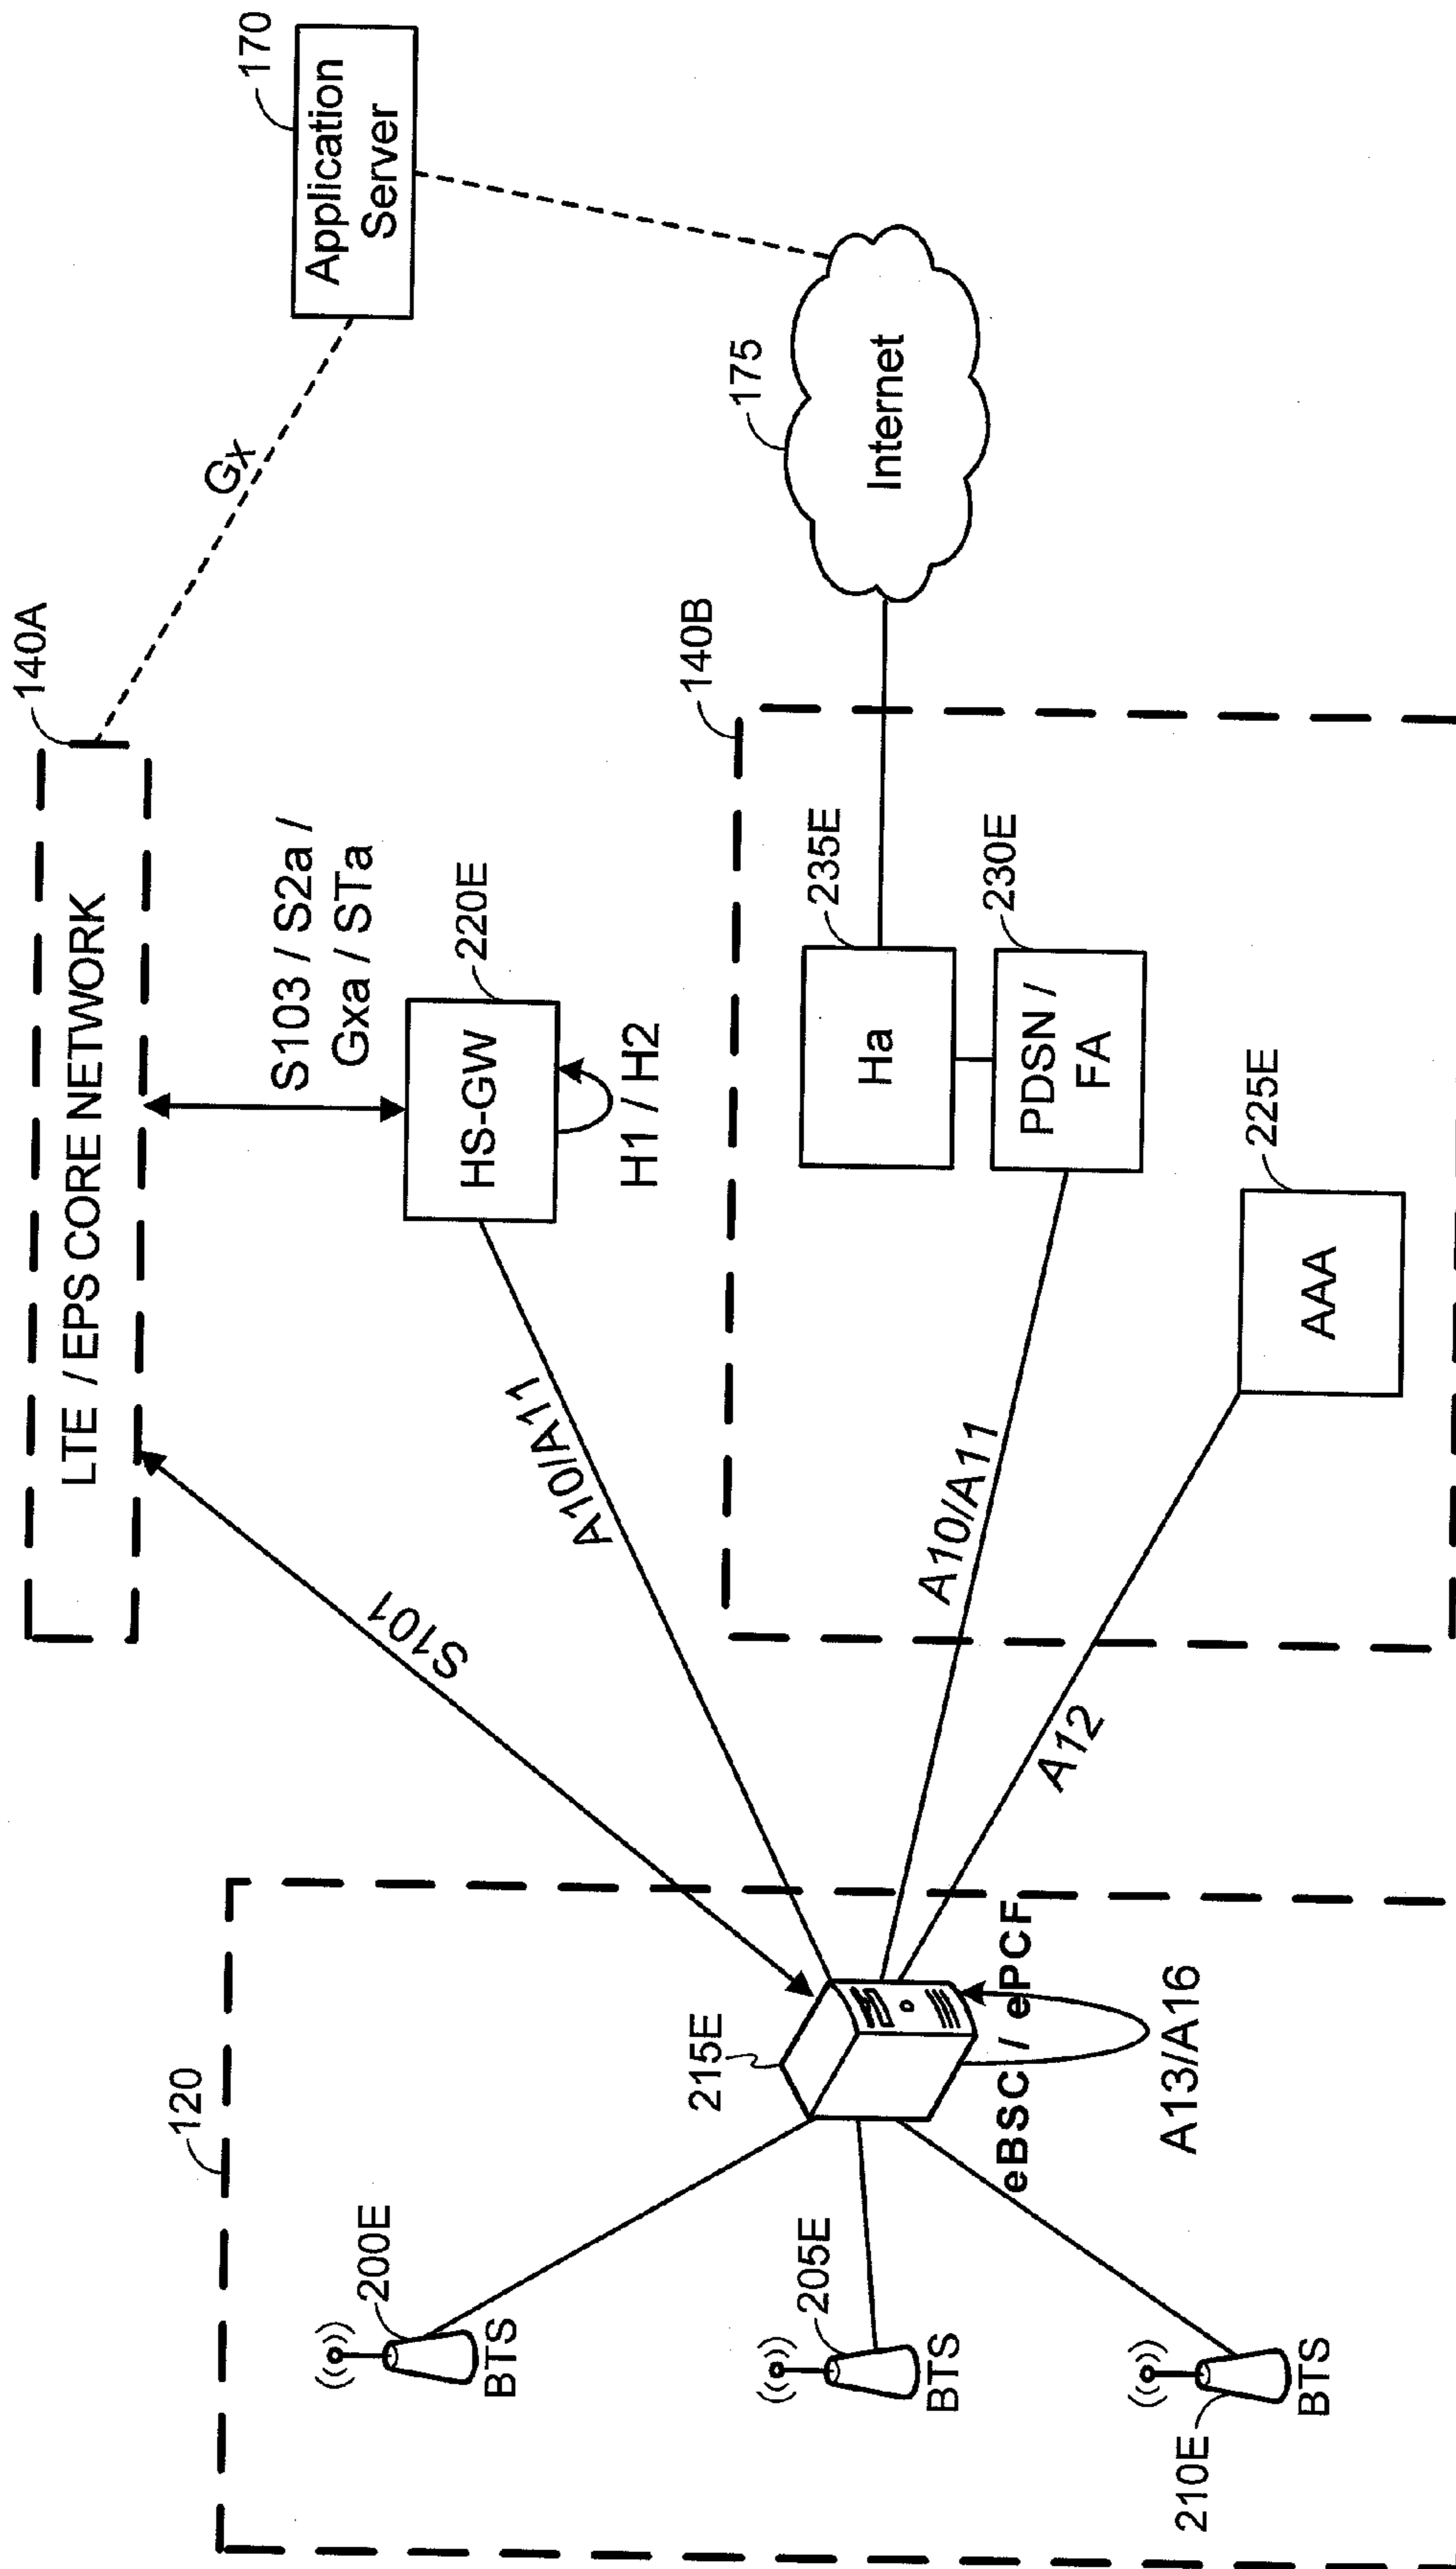 120
200E
BTS
205E
BTS
210E
BTS
215E
eBSC / ePCF
A13/A16
S101
A10/A11
A10/A11
A12
140A
LTE / EPS CORE NETWORK
S103 / S2a /
Gxa / STa
220E
HS-GW
H1 / H2
140B
235E
Ha
230E
PDSN /
FA
225E
AAA
Gx
170
Application
Server
175
Internet